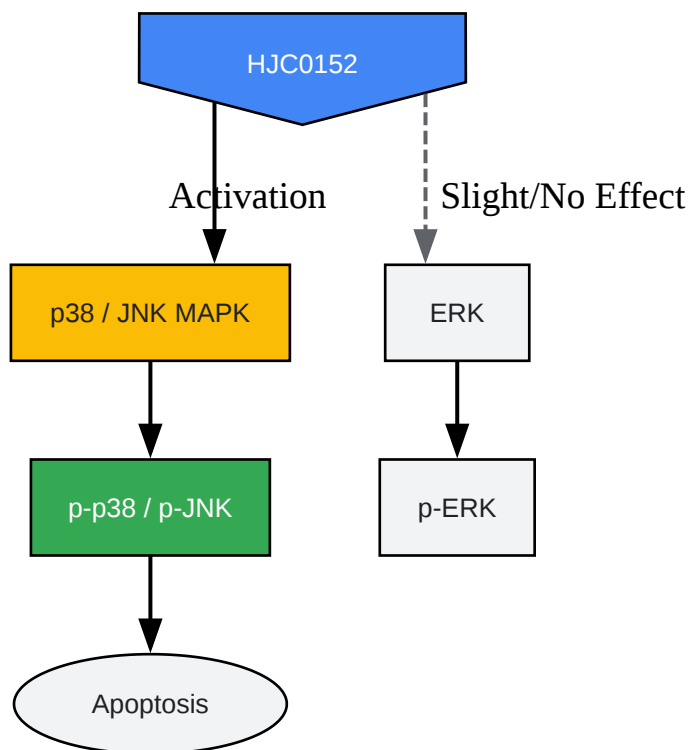 HJC0152
Activation
Slight/No Effect
p38 / JNK MAPK
ERK
p-p38 / p-JNK
p-ERK
Apoptosis